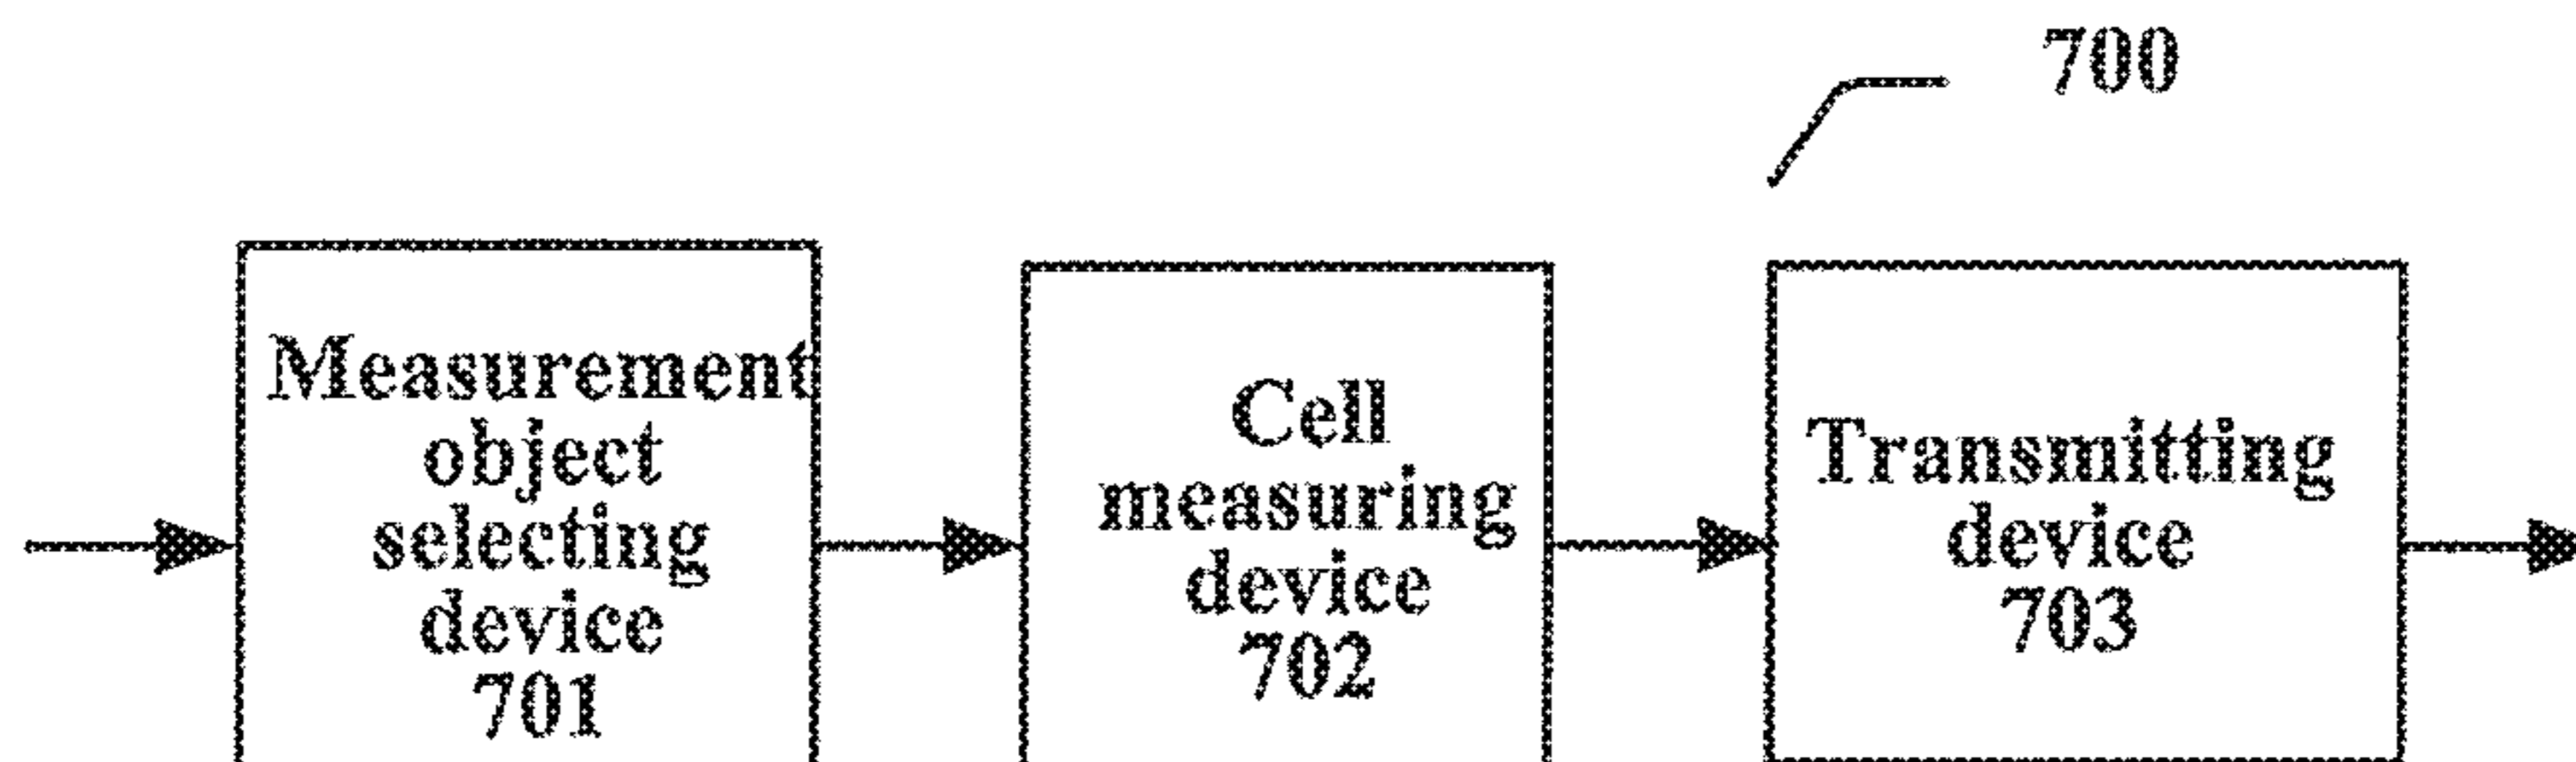 700
Measurement
object
selecting
device
701
Cell
measuring
device
702
Transmitting
device
703